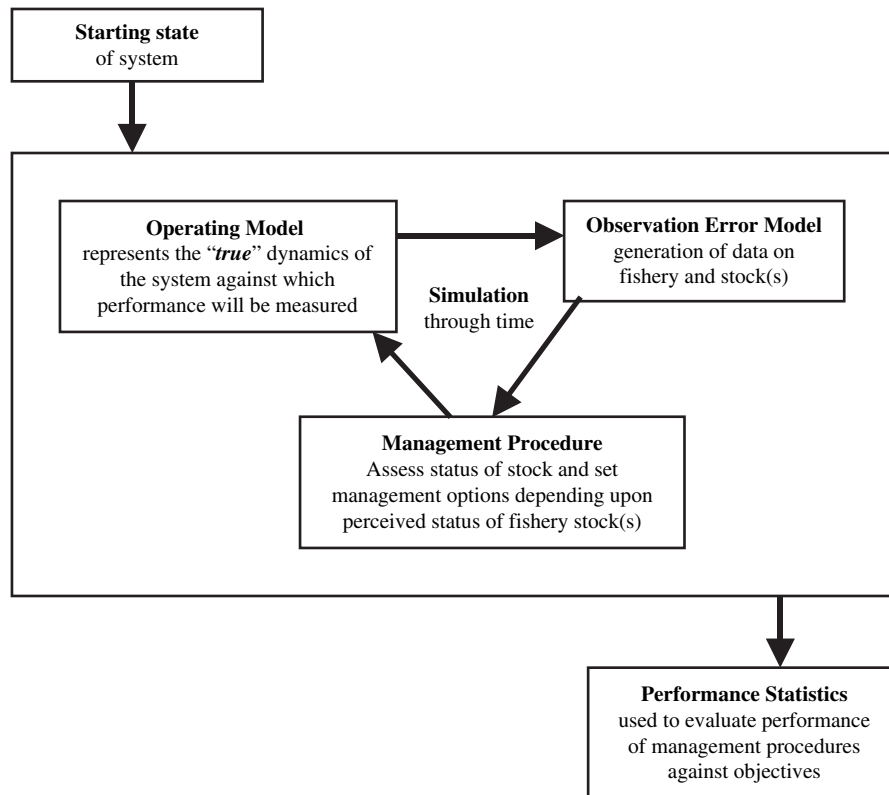 Starting state
of system
Operating Model
represents the “true” dynamics of
the system against which
performance will be measured
Observation Error Model
generation of data on
fishery and stock(s)
Simulation
through time
Management Procedure
Assess status of stock and set
management options depending upon
perceived status of fishery stock(s)
Performance Statistics
used to evaluate performance
of management procedures
against objectives